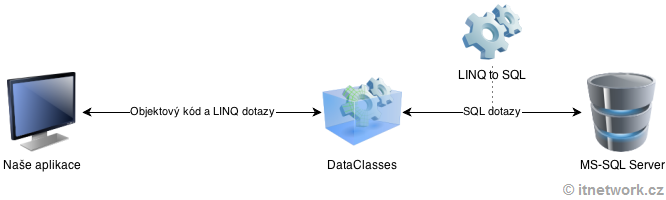 LINQ to SQL
Objektový kód a LINQ dotazy
SQL dotazy
Naše aplikace
DataClasses
MS-SQL Server
© itnetwork.cz